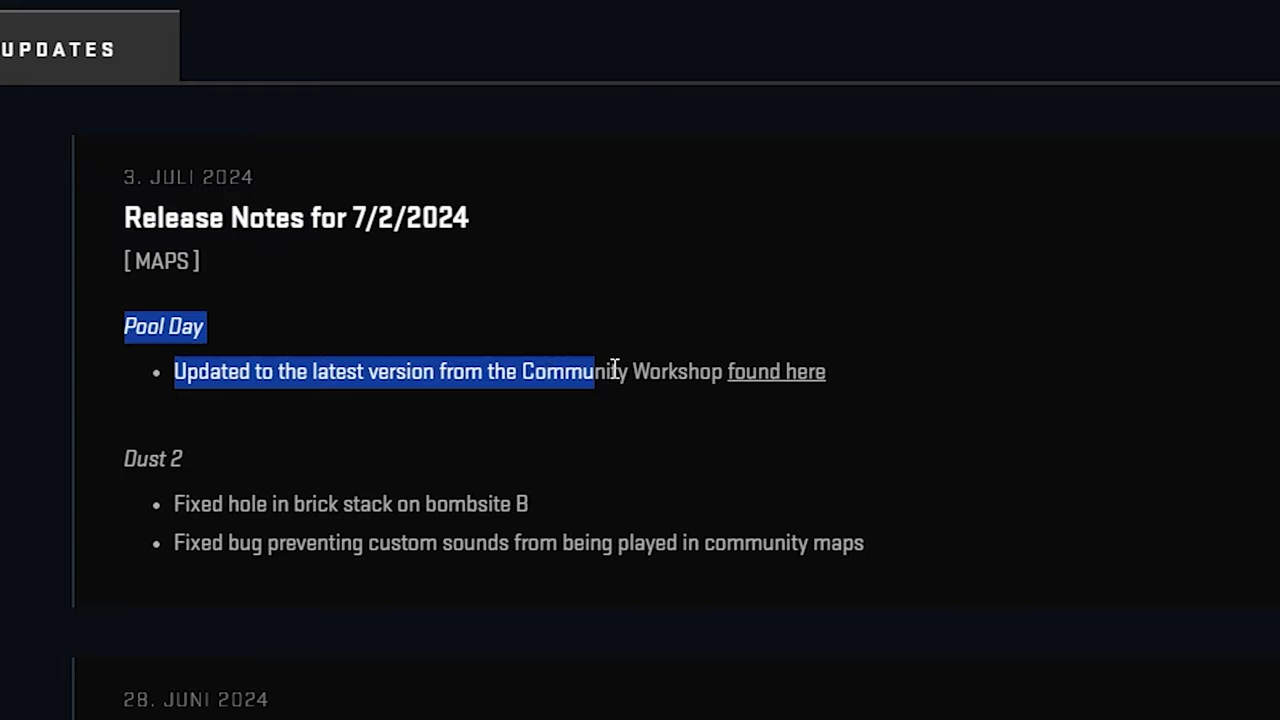 UPDATES
3. JULI 2024
Release Notes for 7/2/2024
[ MAPS ]
Pool Day
• Updated to the latest version from the Community Workshop found here
Dust 2
• Fixed hole in brick stack on bombsite B
• Fixed bug preventing custom sounds from being played in community maps
28. JUNI 2024